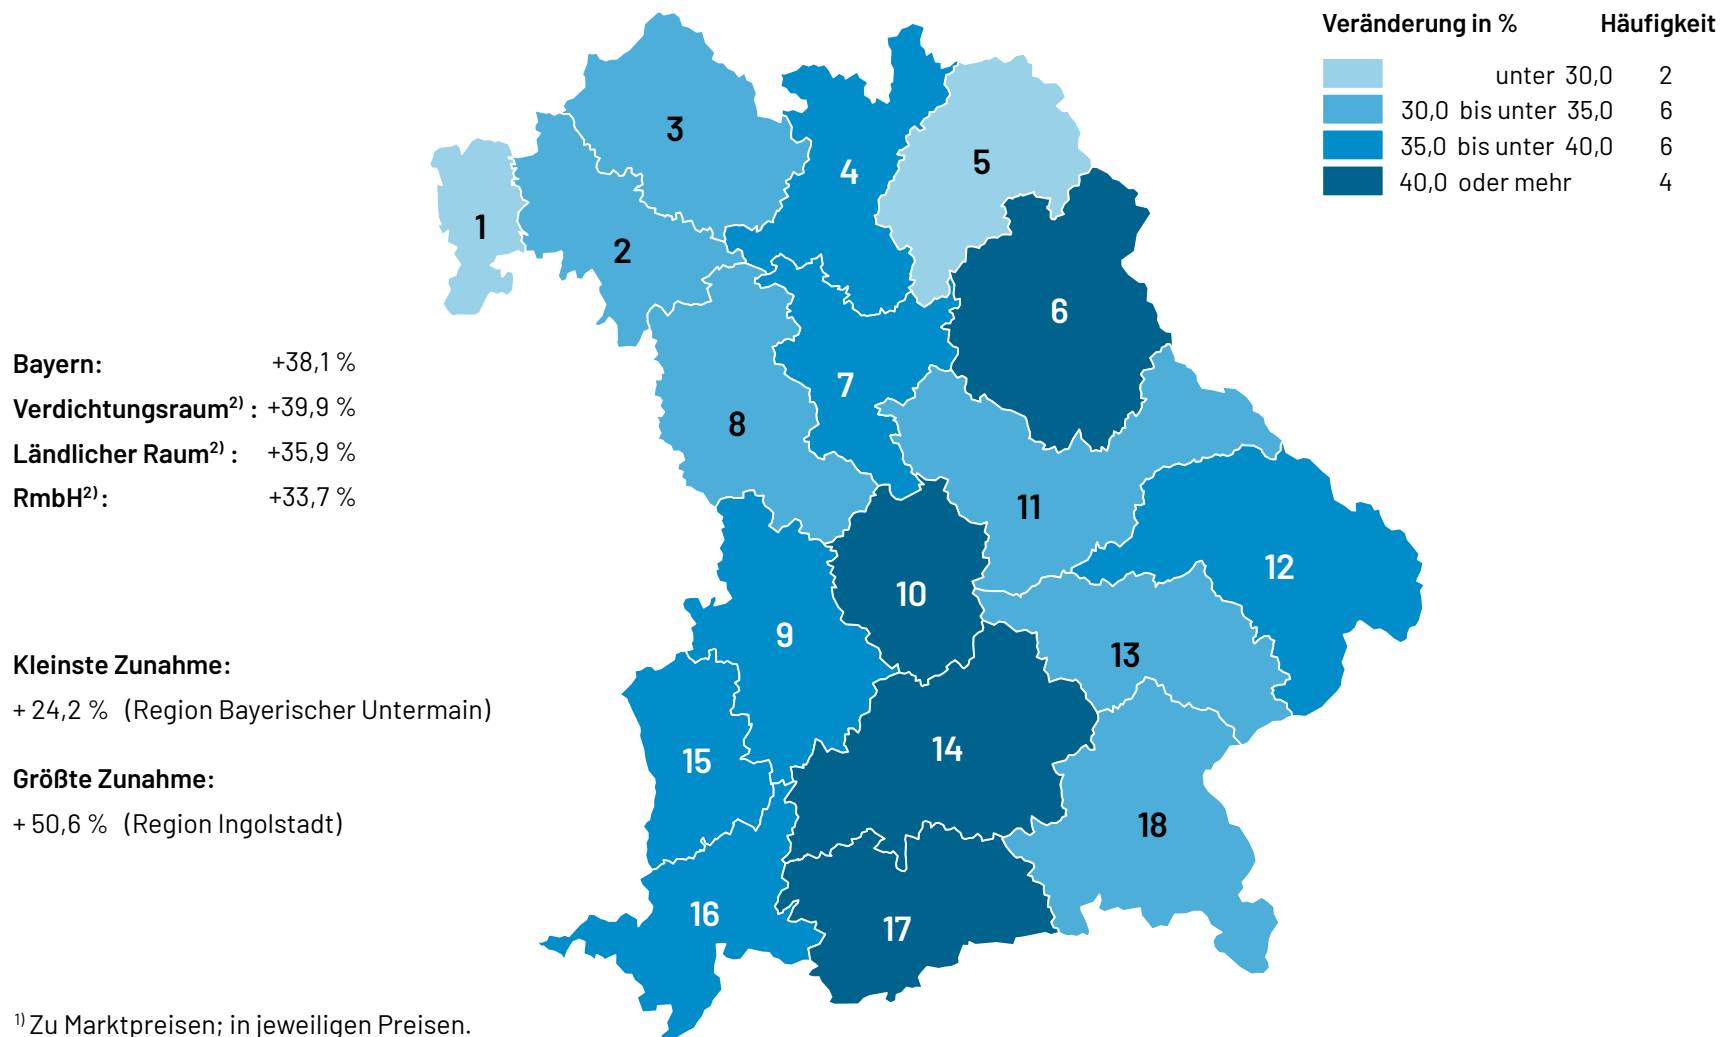 Veränderung in % Häufigkeit
unter 30,0 2
30,0 bis unter 35,0 6
35,0 bis unter 40,0 6
40,0 oder mehr 4
3
4
5
1
2
6
Bayern: +38,1 %
Verdichtungsraum²⁾ : +39,9 %
Ländlicher Raum²⁾ : +35,9 %
RmbH²⁾ : +33,7 %
7
8
11
12
10
9
13
Kleinste Zunahme:
+ 24,2 % (Region Bayerischer Untermain)
Größte Zunahme:
+ 50,6 % (Region Ingolstadt)
14
15
18
16
17
¹⁾ Zu Marktpreisen; in jeweiligen Preisen.